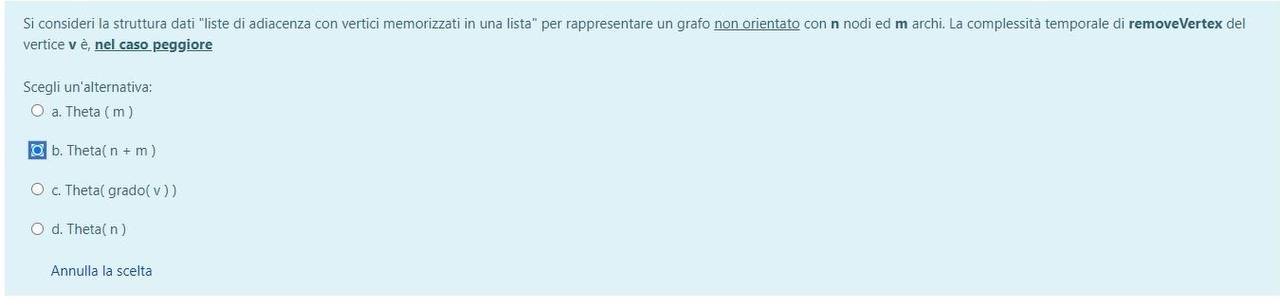 Si consideri la struttura dati "liste di adiacenza con vertici memorizzati in una lista" per rappresentare un grafo non orientato con n nodi ed m archi. La complessità temporale di removeVertex del
vertice v è, nel caso peggiore
Scegli un'alternativa:
a. Theta ( m )
b. Theta( n + m )
c. Theta( grado( v ) )
d. Theta( n )
Annulla la scelta